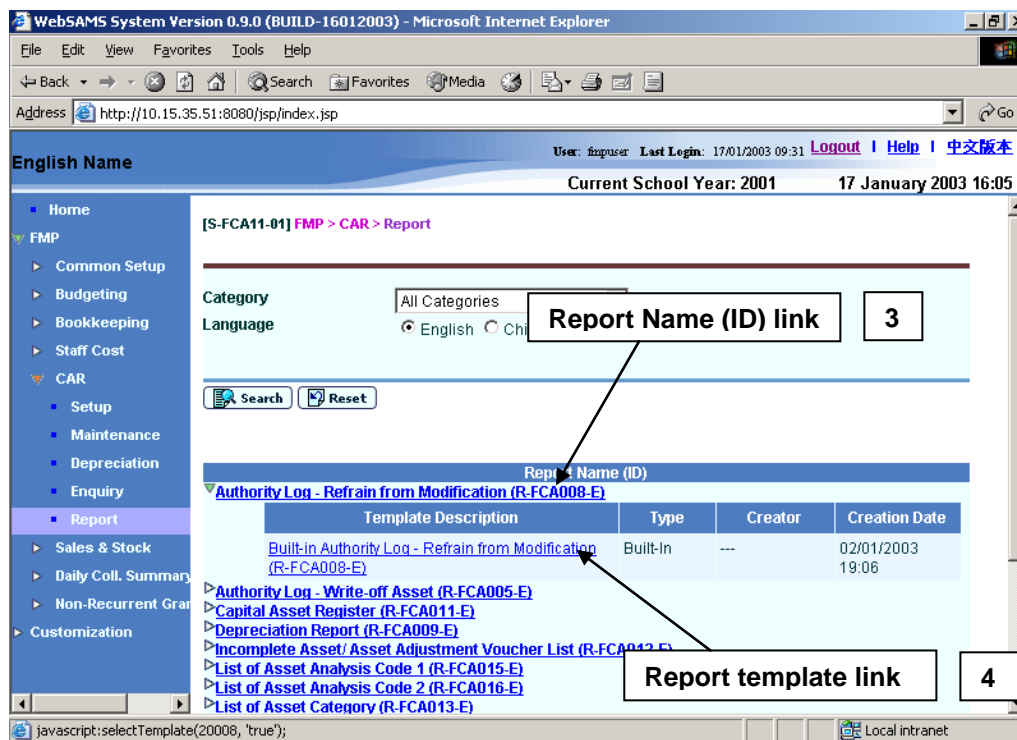 WebSAMS System Version 0.9.0 (BUILD-16012003) - Microsoft Internet Explorer
File Edit View Favorites Tools Help
Back Search Favorites Media
Address http://10.15.35.51:8080/jsp/index.jsp Go
English Name
User: fmpuser Last Login: 17/01/2003 09:31 Logout | Help | 中文版本
Current School Year: 2001 17 January 2003 16:05
Home
FMP
Common Setup
Budgeting
Bookkeeping
Staff Cost
CAR
Setup
Maintenance
Depreciation
Enquiry
Report
Sales & Stock
Daily Coll. Summary
Non-Recurrent Gra
Customization
[S-FCA11-01] FMP > CAR > Report
Category All Categories
Language English Chi
Report Name (ID) link 3
Search Reset
Report Name (ID)
Authority Log - Refrain from Modification (R-FCA008-E)
Template Description Type Creator Creation Date
Built-in Authority Log - Refrain from Modification (R-FCA008-E) Built-In --- 02/01/2003 19:06
Authority Log - Write-off Asset (R-FCA005-E)
Capital Asset Register (R-FCA011-E)
Depreciation Report (R-FCA009-E)
Incomplete Asset/ Asset Adjustment Voucher List (R-FCA012-E)
List of Asset Analysis Code 1 (R-FCA015-E)
List of Asset Analysis Code 2 (R-FCA016-E)
List of Asset Category (R-FCA013-E)
Report template link 4
javascript:selectTemplate(20008, 'true'); Local intranet